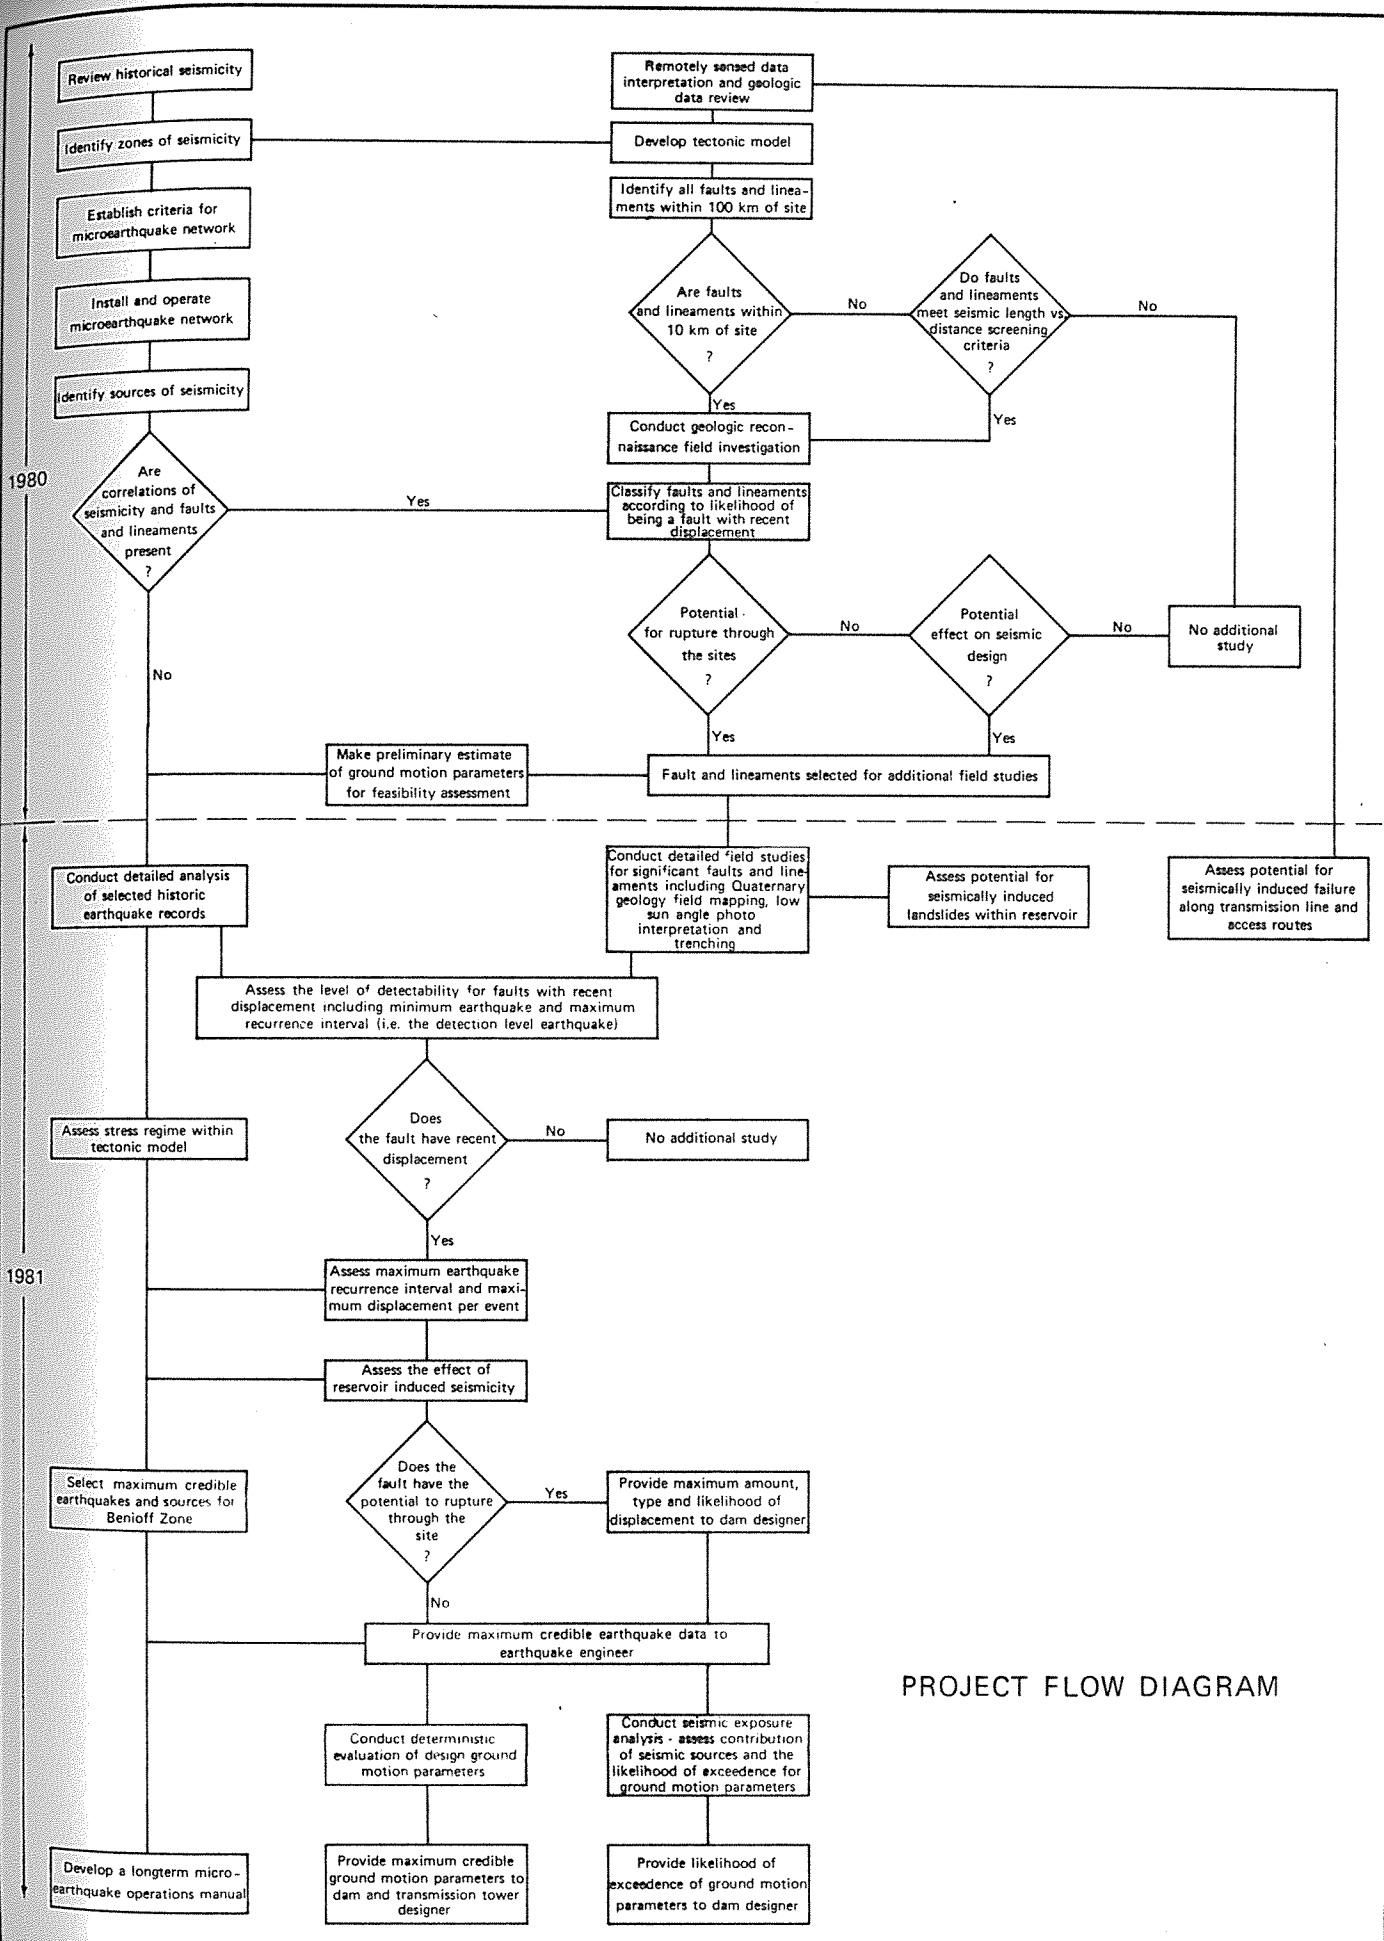 Review historical seismicity
Identify zones of seismicity
Establish criteria for
microearthquake network
Install and operate
microearthquake network
Identify sources of seismicity
Are
correlations of
seismicity and faults
and lineaments
present
?
Yes
No
1980
Remotely sensed data
interpretation and geologic
data review
Develop tectonic model
Identify all faults and linea-
ments within 100 km of site
Are faults
and lineaments within
10 km of site
?
No
Yes
Do faults
and lineaments
meet seismic length vs.
distance screening
criteria
?
No
Yes
Conduct geologic recon-
naissance field investigation
Classify faults and lineaments
according to likelihood of
being a fault with recent
displacement
Potential
for rupture through
the sites
?
No
Yes
Potential
effect on seismic
design
?
No
Yes
No additional
study
Make preliminary estimate
of ground motion parameters
for feasibility assessment
Fault and lineaments selected for additional field studies
1981
Conduct detailed analysis
of selected historic
earthquake records
Conduct detailed field studies
for significant faults and line-
aments including Quaternary
geology field mapping, low
sun angle photo
interpretation and
trenching
Assess potential for
seismically induced
landslides within reservoir
Assess potential for
seismically induced failure
along transmission line and
access routes
Assess the level of detectability for faults with recent
displacement including minimum earthquake and maximum
recurrence interval (i.e. the detection level earthquake)
Assess stress regime within
tectonic model
Does
the fault have recent
displacement
?
No
No additional study
Yes
Assess maximum earthquake
recurrence interval and maxi-
mum displacement per event
Assess the effect of
reservoir induced seismicity
Select maximum credible
earthquakes and sources for
Benioff Zone
Does the
fault have the
potential to rupture
through the
site
?
Yes
No
Provide maximum amount,
type and likelihood of
displacement to dam designer
Provide maximum credible earthquake data to
earthquake engineer
PROJECT FLOW DIAGRAM
Conduct deterministic
evaluation of design ground
motion parameters
Conduct seismic exposure
analysis - assess contribution
of seismic sources and the
likelihood of exceedence for
ground motion parameters
Develop a longterm micro-
earthquake operations manual
Provide maximum credible
ground motion parameters to
dam and transmission tower
designer
Provide likelihood of
exceedence of ground motion
parameters to dam designer